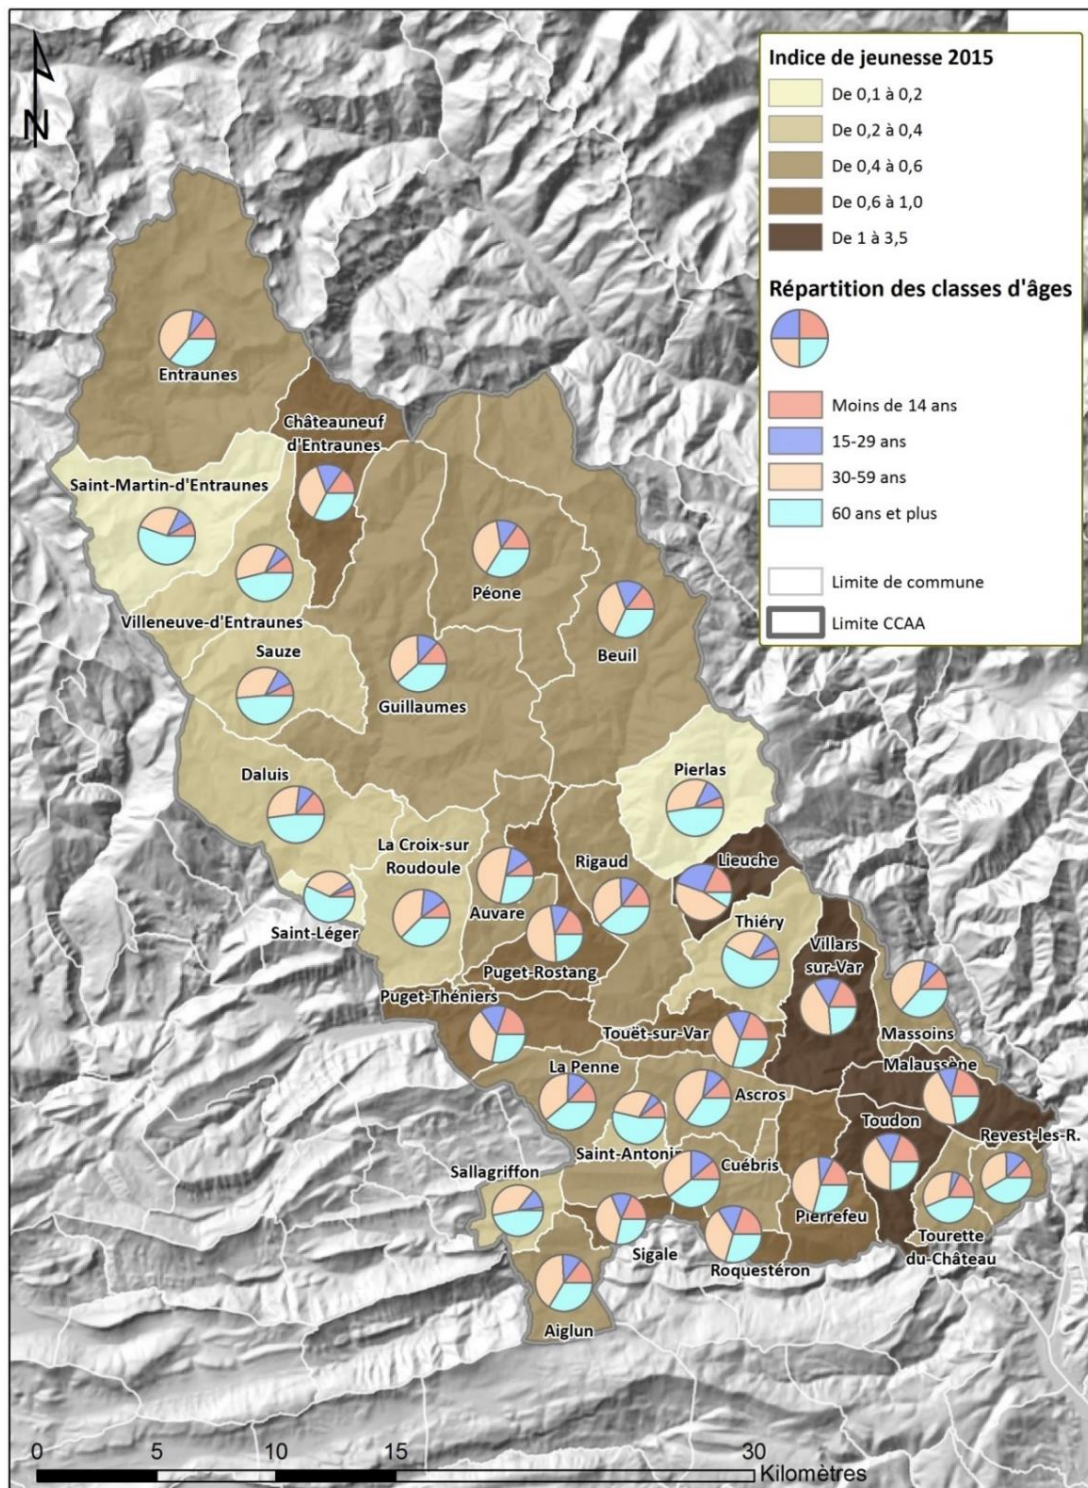 N
Indice de jeunesse 2015
De 0,1 à 0,2
De 0,2 à 0,4
De 0,4 à 0,6
De 0,6 à 1,0
De 1 à 3,5
Répartition des classes d'âges
Moins de 14 ans
15-29 ans
30-59 ans
60 ans et plus
Limite de commune
Limite CCAA
Entraunes
Châteauneuf
d'Entraunes
Saint-Martin-d'Entraunes
Péone
Villeneuve-d'Entraunes
Sauze
Beuil
Guillaumes
Daluis
Pierlas
La Croix-sur
Roudoule
Rigaud
Lieuche
Auvare
Saint-Léger
Thiéry
Villars
sur-Var
Puget-Rostang
Puget-Théniers
Touët-sur-Var
Massoins
La Penne
Malaussène
Ascros
Toudon
Revest-les-R.
Saint-Antonin
Cuébris
Sallagriffon
Pierrefeu
Tourette
du-Château
Sigale
Roquestéron
Aiglun
0 5 10 15 30
Kilomètres